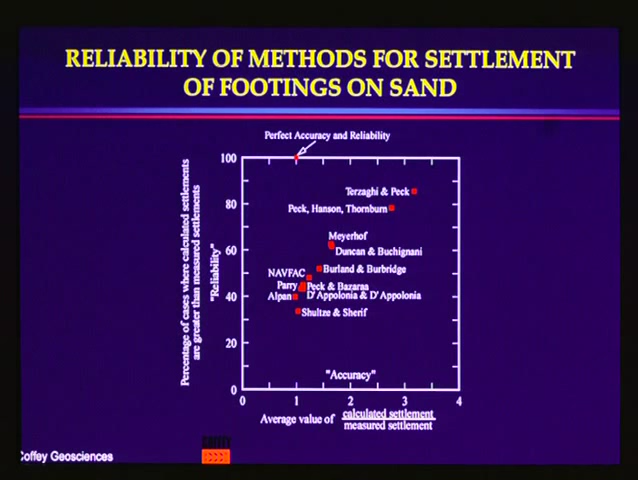 RELIABILITY OF METHODS FOR SETTLEMENT
OF FOOTINGS ON SAND
Perfect Accuracy and Reliability
Percentage of cases where calculated settlements
are greater than measured settlements
"Reliability"
100
80
60
40
20
0
Terzaghi & Peck
Peck, Hanson, Thornburn
Meyerhof
Duncan & Buchignani
Burland & Burbridge
NAVFAC
Parry
Peck & Bazaraa
Alpan
D'Appolonia & D'Appolonia
Shultze & Sherif
"Accuracy"
0 1 2 3 4
Average value of calculated settlement
measured settlement
COFFEY
Coffey Geosciences